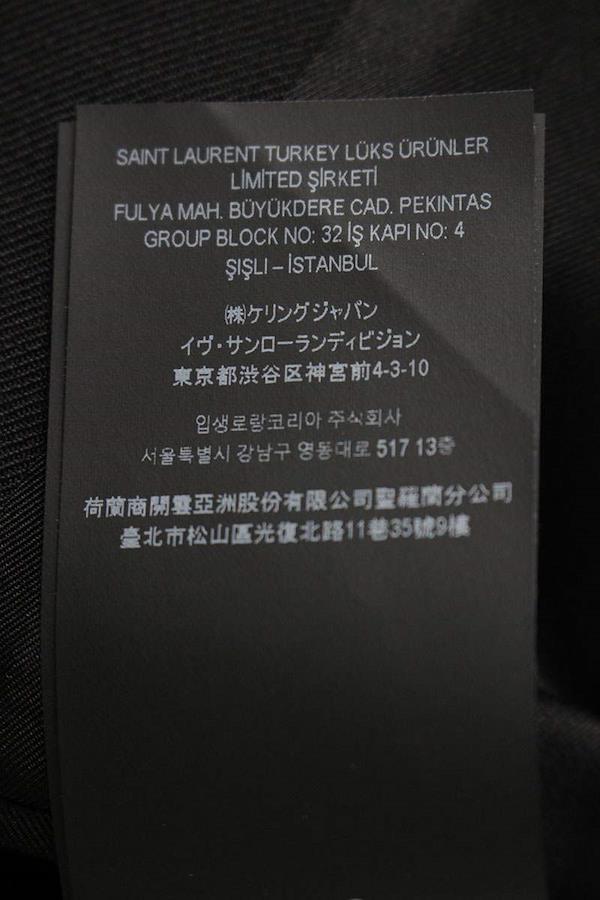 SAINT LAURENT TURKEY LÜKS ÜRÜNLER
LİMİTED ŞİRKETİ
FULYA MAH. BÜYÜKDERE CAD. PEKINTAS
GROUP BLOCK NO: 32 İŞ KAPI NO: 4
ŞIŞLI – İSTANBUL
㈱ケリングジャパン
イヴ・サンローランディビジョン
東京都渋谷区神宮前4-3-10
입생로랑코리아 주식회사
서울특별시 강남구 영동대로 517 13층
荷蘭商開雲亞洲股份有限公司聖羅蘭分公司
臺北市松山區光復北路11巷35號9樓